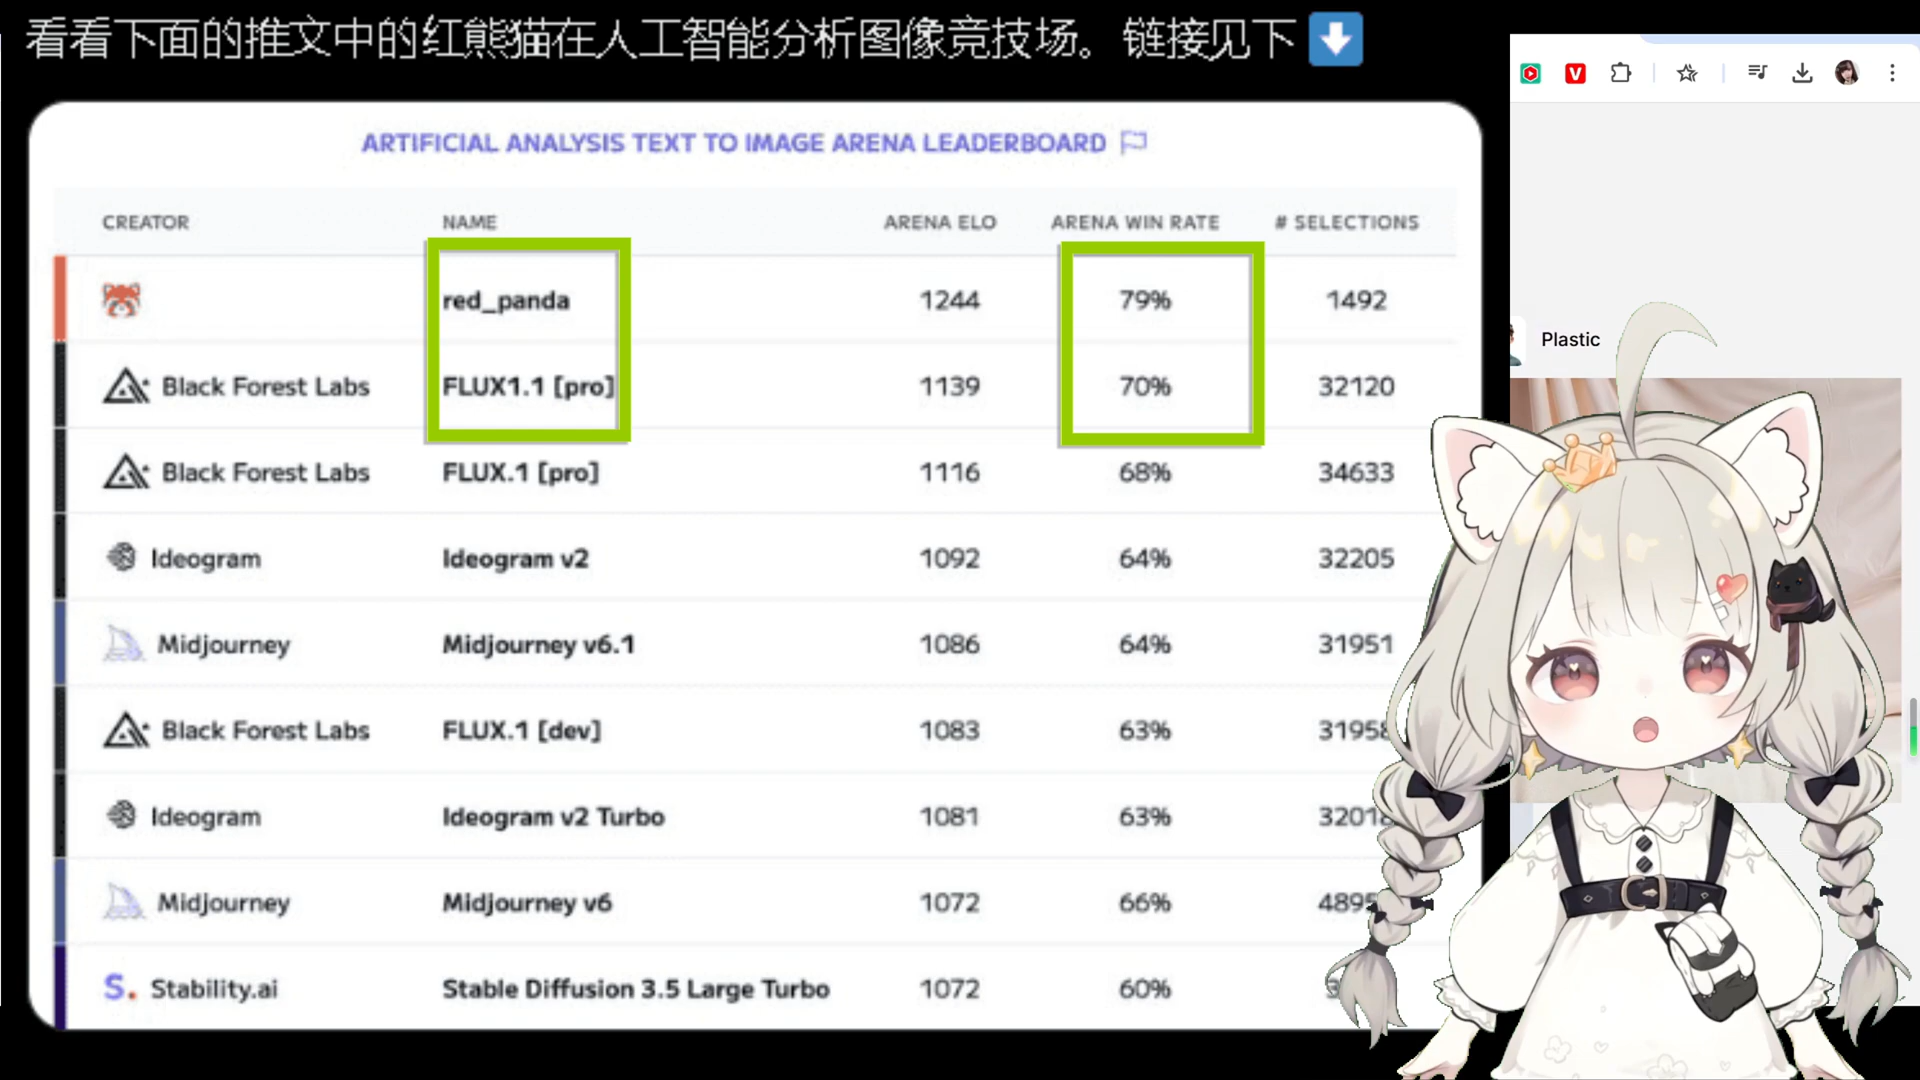 看看下面的推文中的红熊猫在人工智能分析图像竞技场。链接见下
ARTIFICIAL ANALYSIS TEXT TO IMAGE ARENA LEADERBOARD
CREATOR NAME ARENA ELO ARENA WIN RATE # SELECTIONS
red_panda 1244 79% 1492
Black Forest Labs FLUX1.1 [pro] 1139 70% 32120
Black Forest Labs FLUX.1 [pro] 1116 68% 34633
Ideogram Ideogram v2 1092 64% 32205
Midjourney Midjourney v6.1 1086 64% 31951
Black Forest Labs FLUX.1 [dev] 1083 63% 31958
Ideogram Ideogram v2 Turbo 1081 63% 3201
Midjourney Midjourney v6 1072 66% 4895
Stability.ai Stable Diffusion 3.5 Large Turbo 1072 60%
Plastic